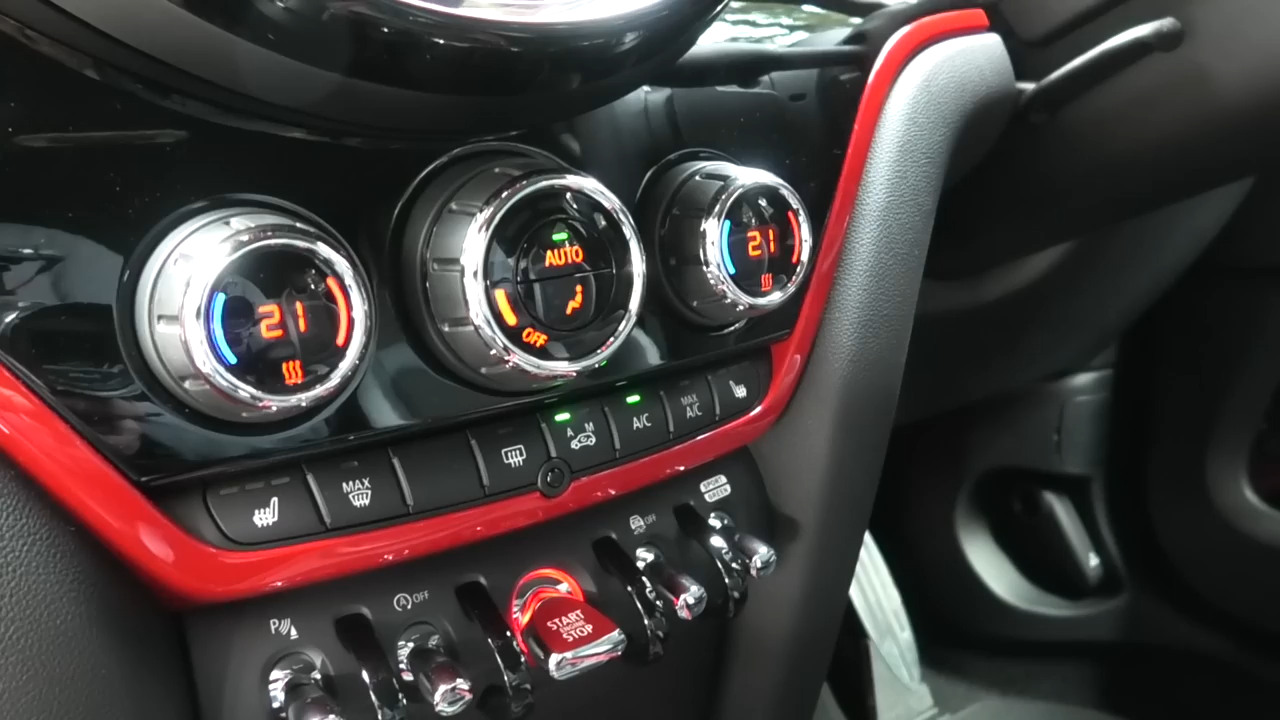 21
AUTO
OFF
21
MAX
A M
A/C
MAX
A/C
SPORT
GREEN
OFF
P
A OFF
START
ENGINE
STOP